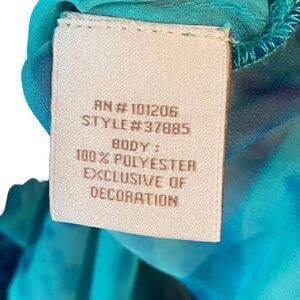 RN # 101206
STYLE#37885
BODY :
100% POLYESTER
EXCLUSIVE OF
DECORATION